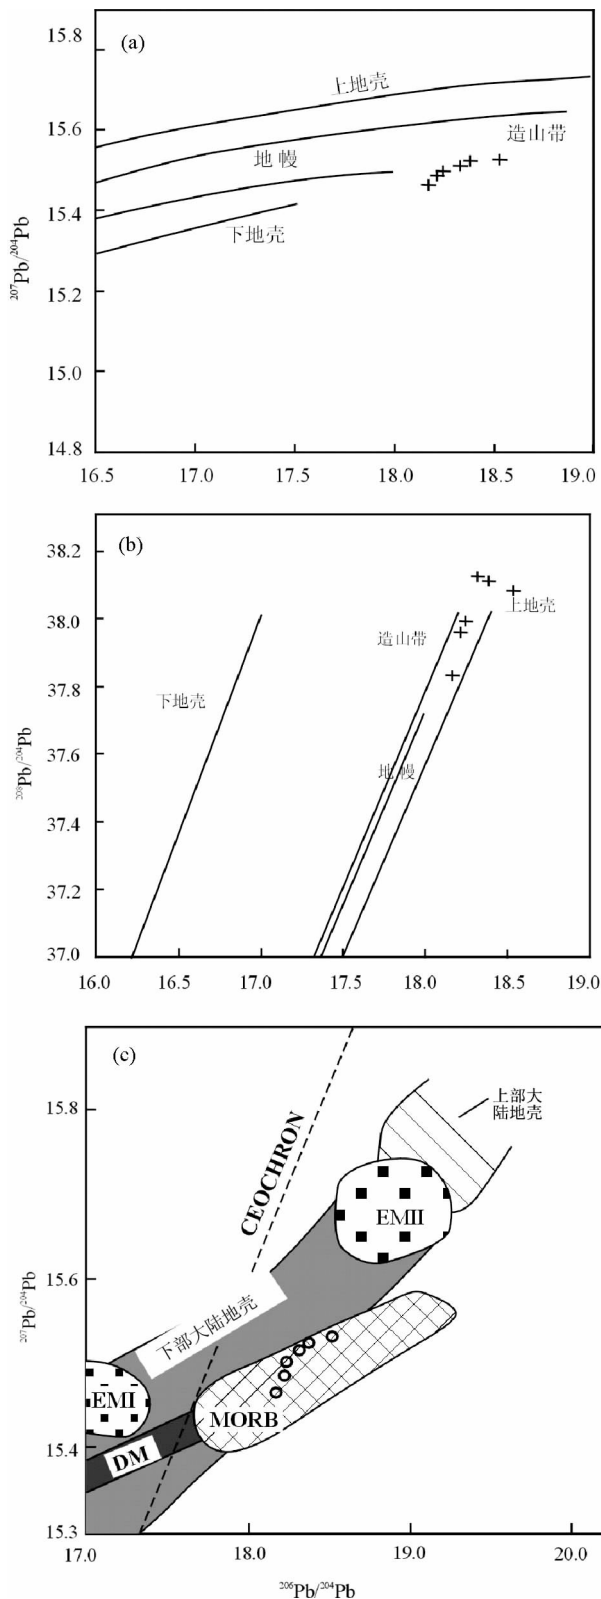 (a)
15.8
15.6
15.4
15.2
15.0
14.8
²⁰⁷Pb/²⁰⁴Pb
上地壳
造山带
地幔
下地壳
16.5 17.0 17.5 18.0 18.5 19.0
(b)
38.2
38.0
37.8
37.6
37.4
37.2
37.0
²⁰⁸Pb/²⁰⁴Pb
上地壳
造山带
下地壳
地幔
16.0 16.5 17.0 17.5 18.0 18.5 19.0
(c)
15.8
15.6
15.4
15.3
²⁰⁷Pb/²⁰⁴Pb
上部大
陆地壳
CEOCHRON
EMII
下部大陆地壳
EMI
MORB
DM
17.0 18.0 19.0 20.0
²⁰⁶Pb/²⁰⁴Pb